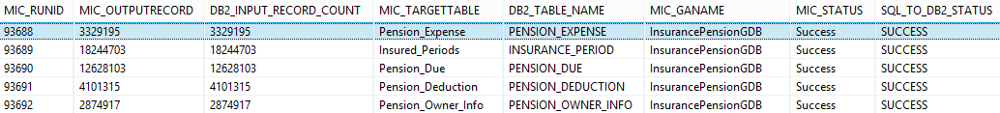 MIC_RUNID MIC_OUTPUTRECORD DB2_INPUT_RECORD_COUNT MIC_TARGETTABLE DB2_TABLE_NAME MIC_GANAME MIC_STATUS SQL_TO_DB2_STATUS
93688 3329195 3329195 Pension_Expense PENSION_EXPENSE InsurancePensionGDB Success SUCCESS
93689 18244703 18244703 Insured_Periods INSURANCE_PERIOD InsurancePensionGDB Success SUCCESS
93690 12628103 12628103 Pension_Due PENSION_DUE InsurancePensionGDB Success SUCCESS
93691 4101315 4101315 Pension_Deduction PENSION_DEDUCTION InsurancePensionGDB Success SUCCESS
93692 2874917 2874917 Pension_Owner_Info PENSION_OWNER_INFO InsurancePensionGDB Success SUCCESS